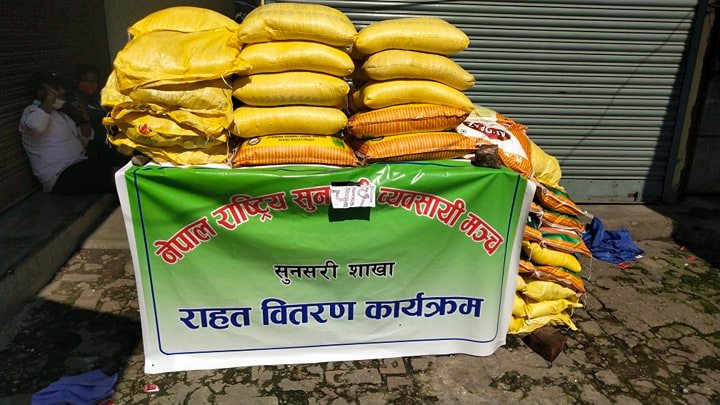 नेपाल राष्ट्रिय सुनचादी व्यवसायी मञ्च
सुनसरी शाखा
राहत वितरण कार्यक्रम